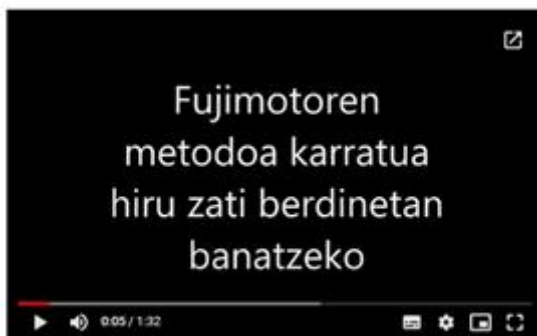 Fujimotoren
metodoa karratua
hiru zati berdinetan
banatzeko
0:05 / 1:32